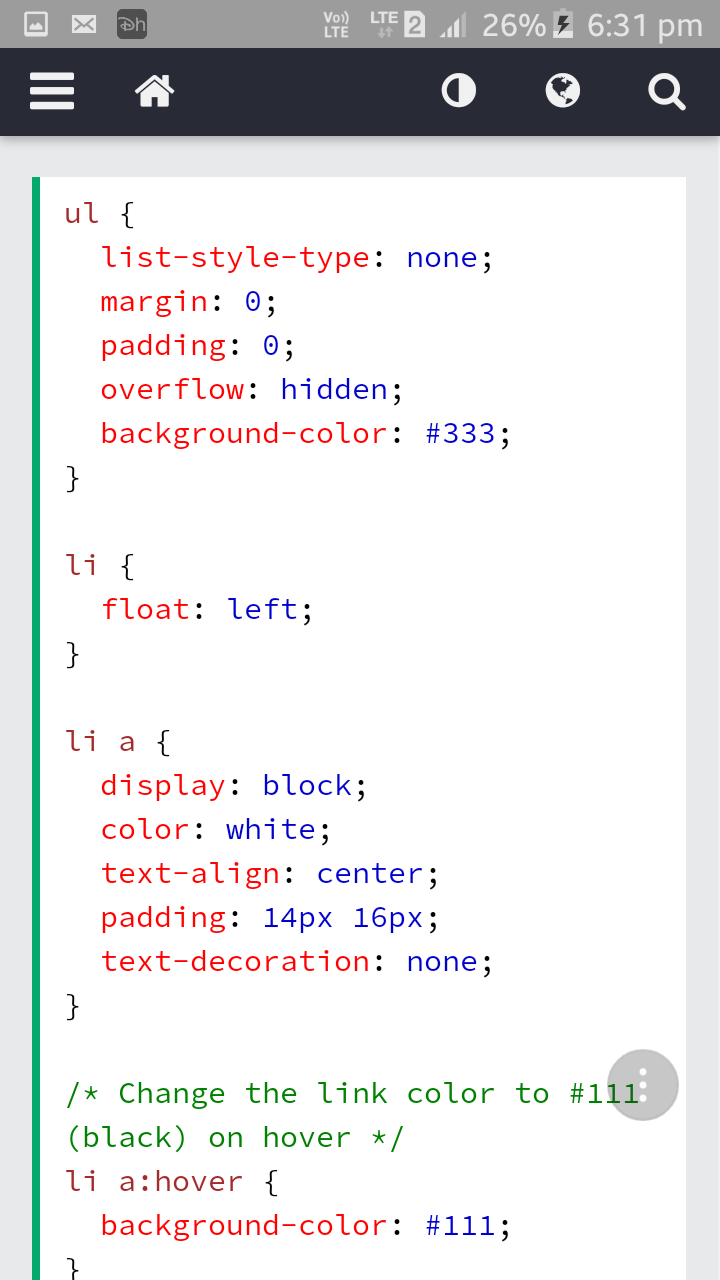 Dh Vo)) LTE LTE 2 26% 6:31 pm
ul {
list-style-type: none;
margin: 0;
padding: 0;
overflow: hidden;
background-color: #333;
}
li {
float: left;
}
li a {
display: block;
color: white;
text-align: center;
padding: 14px 16px;
text-decoration: none;
}
/* Change the link color to #111
(black) on hover */
li a:hover {
background-color: #111;
}